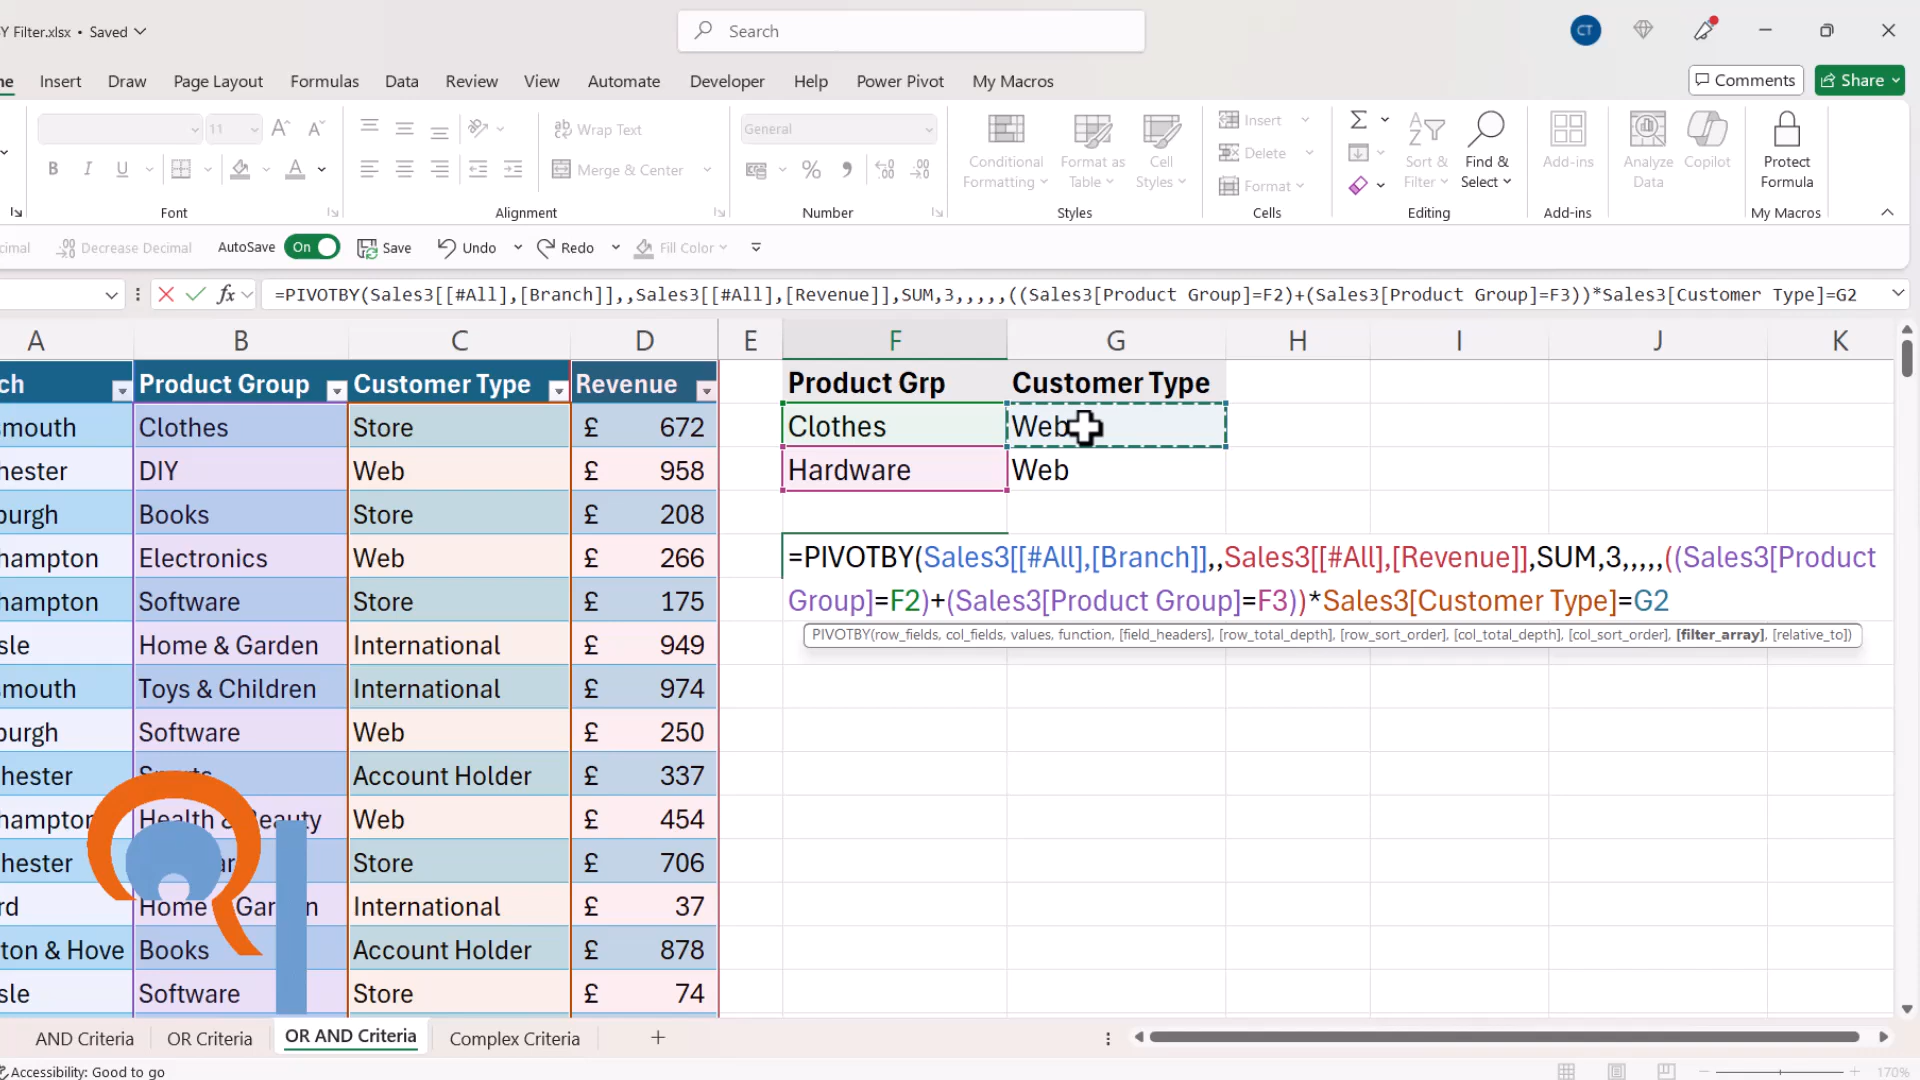 Y Filter.xlsx • Saved
Search
CT
me Insert Draw Page Layout Formulas Data Review View Automate Developer Help Power Pivot My Macros
Comments Share
11 A A
Wrap Text
General
Insert
Delete
Format
B I U A
Merge & Center
% 9
Conditional Formatting
Format as Table
Cell Styles
Sort & Filter
Find & Select
Add-ins
Analyze Data
Copilot
Protect Formula
Font Alignment Number Styles Cells Editing Add-ins My Macros
cimal Decrease Decimal AutoSave On Save Undo Redo Fill Color
fx =PIVOTBY(Sales3[[#All],[Branch]],,Sales3[[#All],[Revenue]],SUM,3,,,,,((Sales3[Product Group]=F2)+(Sales3[Product Group]=F3))*Sales3[Customer Type]=G2
A B C D E F G H I J K
ch Product Group Customer Type Revenue Product Grp Customer Type
smouth Clothes Store £ 672 Clothes Web
hester DIY Web £ 958 Hardware Web
burgh Books Store £ 208
hampton Electronics Web £ 266 =PIVOTBY(Sales3[[#All],[Branch]],,Sales3[[#All],[Revenue]],SUM,3,,,,,((Sales3[Product
hampton Software Store £ 175 Group]=F2)+(Sales3[Product Group]=F3))*Sales3[Customer Type]=G2
PIVOTBY(row_fields, col_fields, values, function, [field_headers], [row_total_depth], [row_sort_order], [col_total_depth], [col_sort_order], [filter_array], [relative_to])
sle Home & Garden International £ 949
smouth Toys & Children International £ 974
burgh Software Web £ 250
hester Sports Account Holder £ 337
hampton Health & Beauty Web £ 454
hester Store £ 706
rd Home & Garden International £ 37
ton & Hove Books Account Holder £ 878
sle Software Store £ 74
AND Criteria OR Criteria OR AND Criteria Complex Criteria +
Accessibility: Good to go
170%